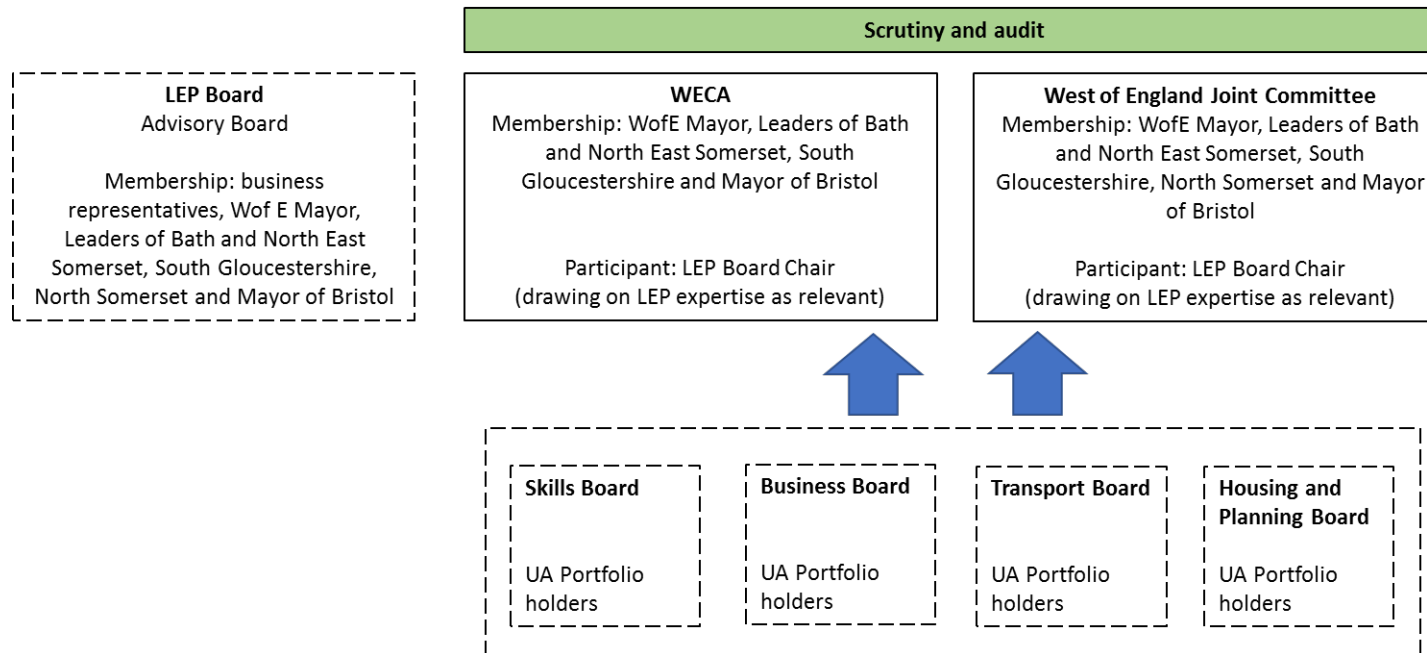 Scrutiny and audit
LEP Board
Advisory Board
Membership: business
representatives, Wof E Mayor,
Leaders of Bath and North East
Somerset, South Gloucestershire,
North Somerset and Mayor of Bristol
WECA
Membership: WofE Mayor, Leaders of Bath
and North East Somerset, South
Gloucestershire and Mayor of Bristol
Participant: LEP Board Chair
(drawing on LEP expertise as relevant)
West of England Joint Committee
Membership: WofE Mayor, Leaders of Bath
and North East Somerset, South
Gloucestershire, North Somerset and Mayor
of Bristol
Participant: LEP Board Chair
(drawing on LEP expertise as relevant)
Skills Board
UA Portfolio
holders
Business Board
UA Portfolio
holders
Transport Board
UA Portfolio
holders
Housing and
Planning Board
UA Portfolio
holders